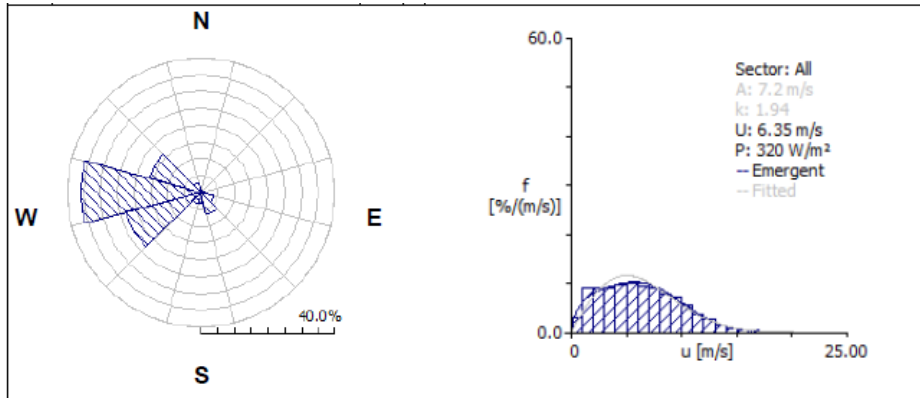 N
W
E
S
40.0%
60.0
f
[%/(m/s)]
0.0
0
u [m/s]
25.00
Sector: All
A: 7.2 m/s
k: 1.94
U: 6.35 m/s
P: 320 W/m²
-- Emergent
-- Fitted